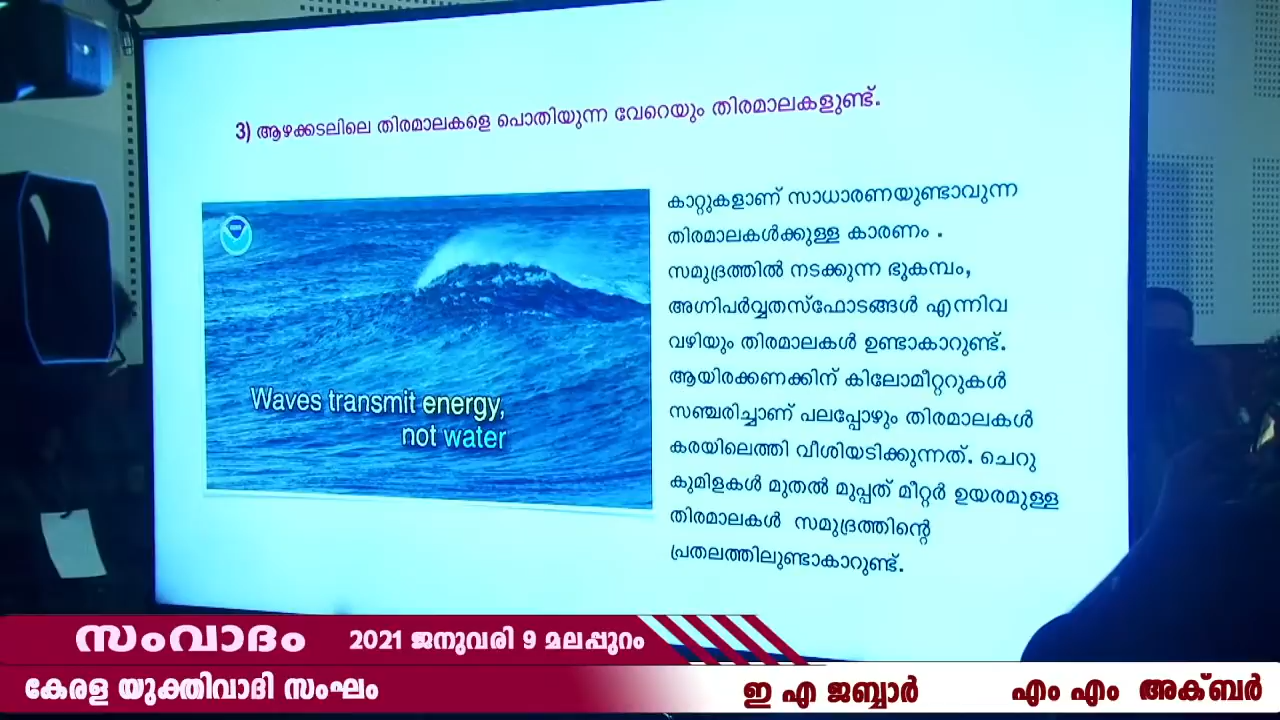 3) ആഴക്കടലിലെ തിരമാലകളെ പൊതിയുന്ന വേറെയും തിരമാലകളുണ്ട്.
Waves transmit energy,
not water
കാറ്റുകളാണ് സാധാരണയുണ്ടാവുന്ന
തിരമാലകൾക്കുള്ള കാരണം .
സമുദ്രത്തിൽ നടക്കുന്ന ഭൂകമ്പം,
അഗ്നിപർവ്വതസ്ഫോടങ്ങൾ എന്നിവ
വഴിയും തിരമാലകൾ ഉണ്ടാകാറുണ്ട്.
ആയിരക്കണക്കിന് കിലോമീറ്ററുകൾ
സഞ്ചരിച്ചാണ് പലപ്പോഴും തിരമാലകൾ
കരയിലെത്തി വീശിയടിക്കുന്നത്. ചെറു
കുമിളകൾ മുതൽ മുപ്പത് മീറ്റർ ഉയരമുള്ള
തിരമാലകൾ സമുദ്രത്തിന്റെ
പ്രതലത്തിലുണ്ടാകാറുണ്ട്.
സംവാദം 2021 ജനുവരി 9 മലപ്പുറം
കേരള യുക്തിവാദി സംഘം ഇ എ ജബ്ബാർ എം എം അക്ബർ